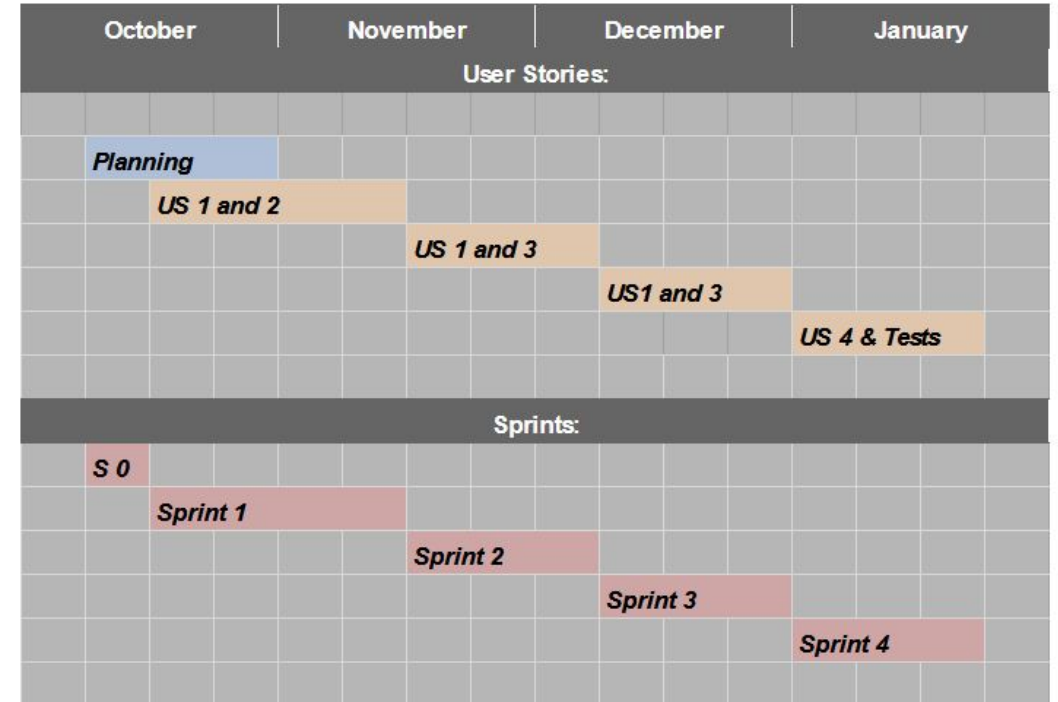 October November December January
User Stories:
Planning
US 1 and 2
US 1 and 3
US1 and 3
US 4 & Tests
Sprints:
S 0
Sprint 1
Sprint 2
Sprint 3
Sprint 4